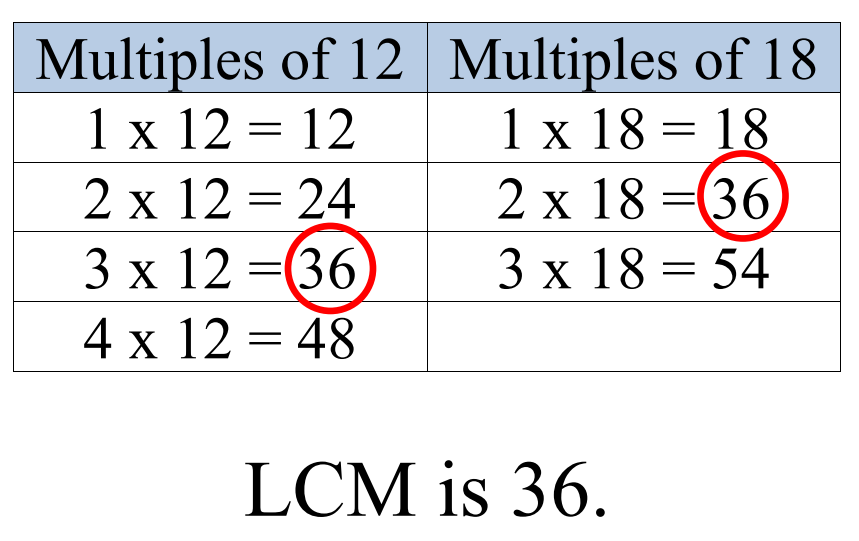 Multiples of 12 Multiples of 18
1 x 12 = 12 1 x 18 = 18
2 x 12 = 24 2 x 18 = 36
3 x 12 = 36 3 x 18 = 54
4 x 12 = 48
LCM is 36.